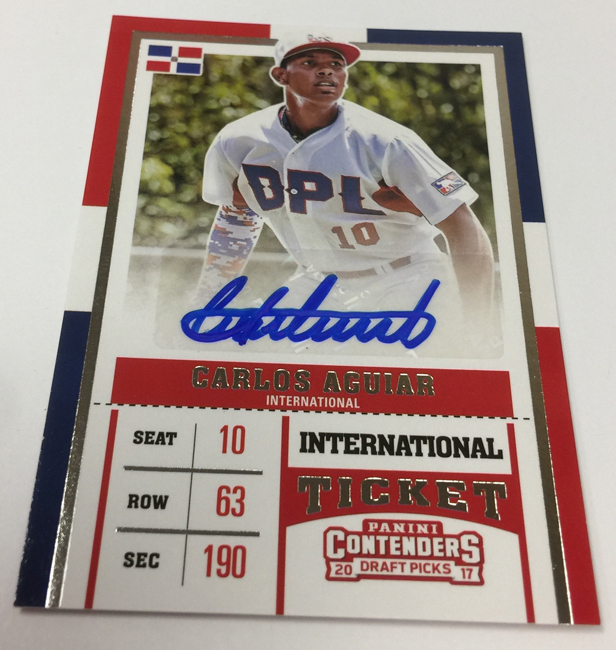 DPL
10
CARLOS AGUIAR
INTERNATIONAL
SEAT 10
ROW 63
SEC 190
INTERNATIONAL
TICKET
PANINI
CONTENDERS
20 DRAFT PICKS 17